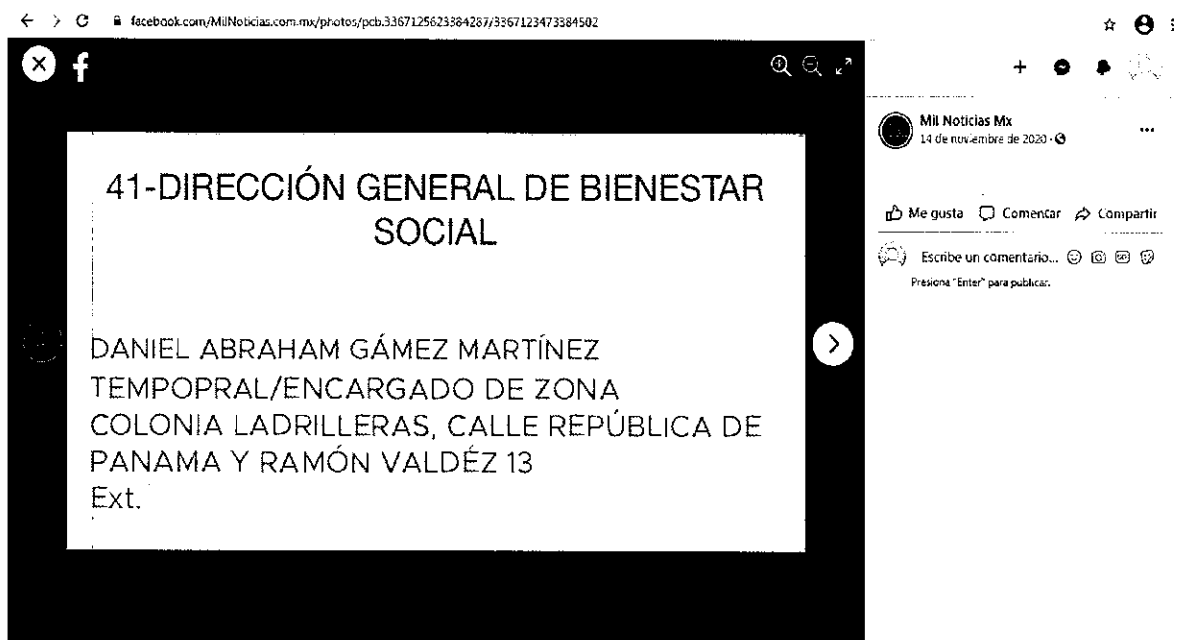 facebook.com/MilNoticias.com.mx/photos/pcb.3367125623384287/3367123473384502
Mil Noticias Mx
14 de noviembre de 2020
41-DIRECCIÓN GENERAL DE BIENESTAR
SOCIAL
DANIEL ABRAHAM GÁMEZ MARTÍNEZ
TEMPOPRAL/ENCARGADO DE ZONA
COLONIA LADRILLERAS, CALLE REPÚBLICA DE
PANAMA Y RAMÓN VALDÉZ 13
Ext.
Me gusta Comentar Compartir
Escribe un comentario...
Presiona "Enter" para publicar.